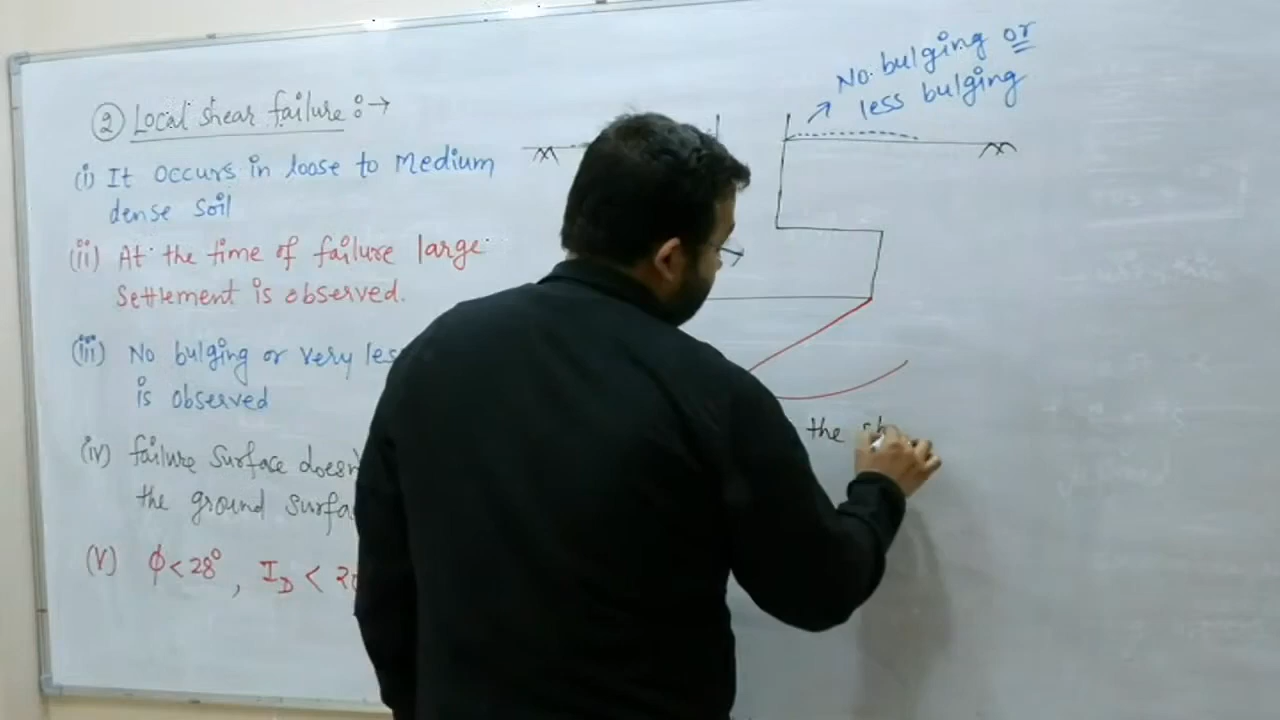 ② Local shear failure :→
(i) It occurs in loose to Medium
dense soil
(ii) At the time of failure large
settlement is observed.
(iii) No bulging or very less
is observed
(iv) failure surface doesn
the ground surfa
(V) ϕ < 28° , I_D <
No bulging or
less bulging
the sh